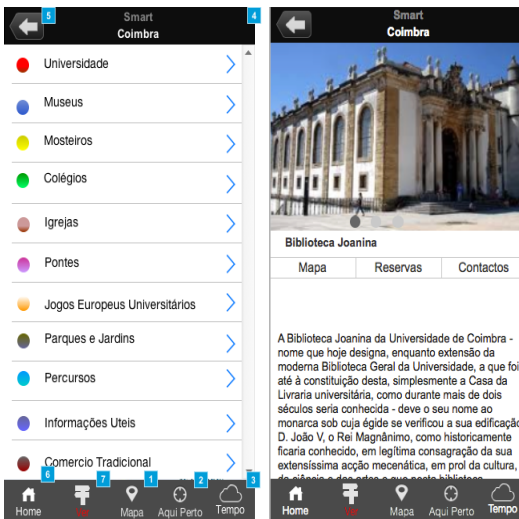 5
Smart
4
Coimbra
Universidade
Museus
Mosteiros
Colégios
Igrejas
Pontes
Jogos Europeus Universitários
Parques e Jardins
Percursos
Informações Uteis
Comercio Tradicional
6
7
1
2
3
Home
Mapa
Aqui Perto
Tempo
Smart
Coimbra
Biblioteca Joanina
Mapa
Reservas
Contactos
A Biblioteca Joanina da Universidade de Coimbra -
nome que hoje designa, enquanto extensão da
moderna Biblioteca Geral da Universidade, a que foi
até à constituição desta, simplesmente a Casa da
Livraria universitária, como durante mais de dois
séculos seria conhecida - deve o seu nome ao
monarca sob cuja égide se verificou a sua edificação
D. João V, o Rei Magnânimo, como historicamente
ficaria conhecido, em legítima consagração da sua
extensíssima acção mecenática, em prol da cultura,
Home
Mapa
Aqui Perto
Tempo